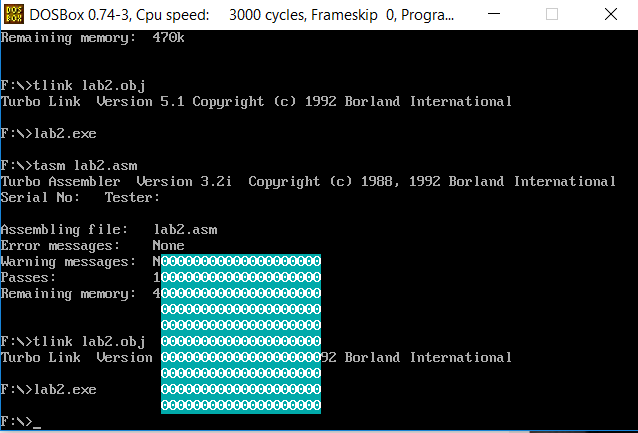 DOSBox 0.74-3, Cpu speed:    3000 cycles, Frameskip  0, Progra...
Remaining memory:  470k
F:\>tlink lab2.obj
Turbo Link  Version 5.1 Copyright (c) 1992 Borland International
F:\>lab2.exe
F:\>tasm lab2.asm
Turbo Assembler  Version 3.2i  Copyright (c) 1988, 1992 Borland International
Serial No:   Tester:
Assembling file:   lab2.asm
Error messages:    None
Warning messages:  N00000000000000000000
Passes:            100000000000000000000
Remaining memory:  400000000000000000000
00000000000000000000
00000000000000000000
F:\>tlink lab2.obj  00000000000000000000
Turbo Link  Version 0000000000000000000092 Borland International
00000000000000000000
F:\>lab2.exe        00000000000000000000
00000000000000000000
F:\>_